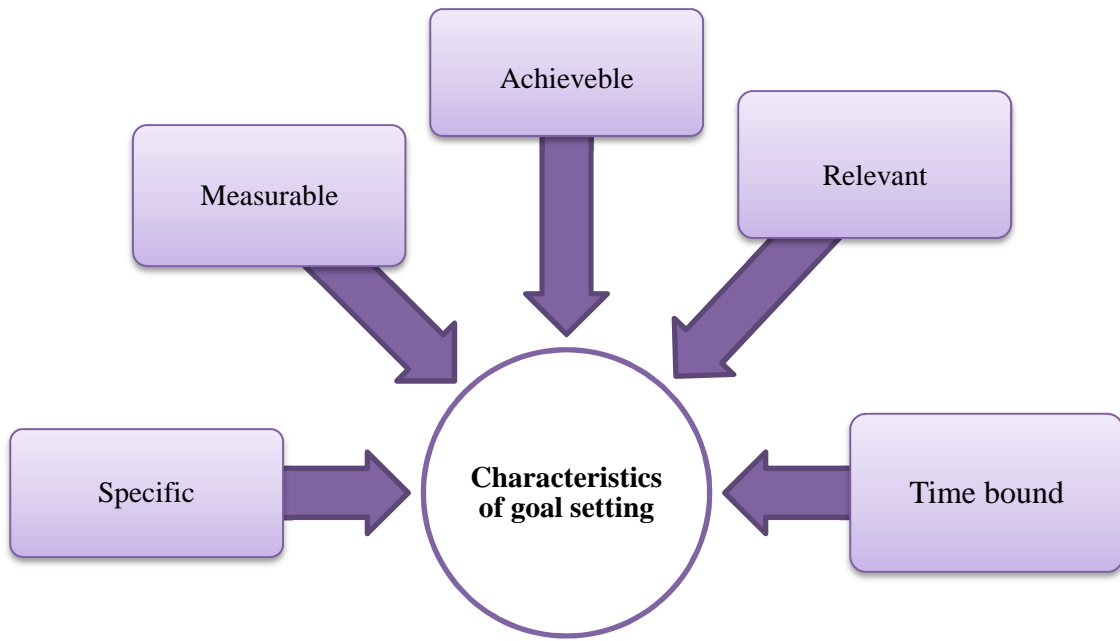 Achieveble
Measurable
Relevant
Specific
Characteristics
of goal setting
Time bound